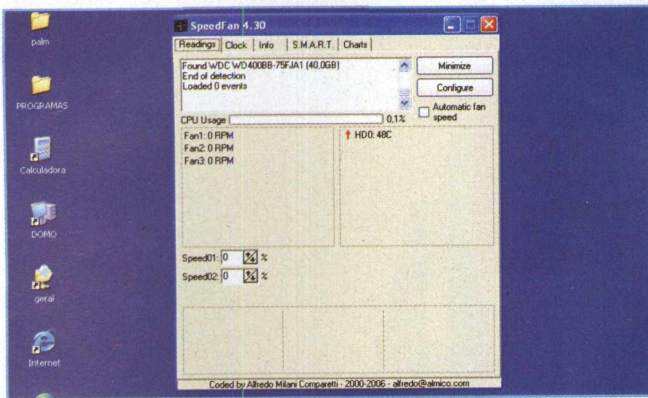 palm
PROGRAMAS
Calculadora
DOMO
geral
Internet
SpeedFan 4.30
Readings Clock Info S.M.A.R.T. Charts
Found WDC WD400BB-75FJA1 (40,0GB)
End of detection
Loaded 0 events
Minimize
Configure
Automatic fan speed
CPU Usage 0,1%
Fan1: 0 RPM
Fan2: 0 RPM
Fan3: 0 RPM
HD0: 48C
Speed01: 0 %
Speed02: 0 %
Coded by Alfredo Milani Comparetti - 2000-2006 - alfredo@almico.com